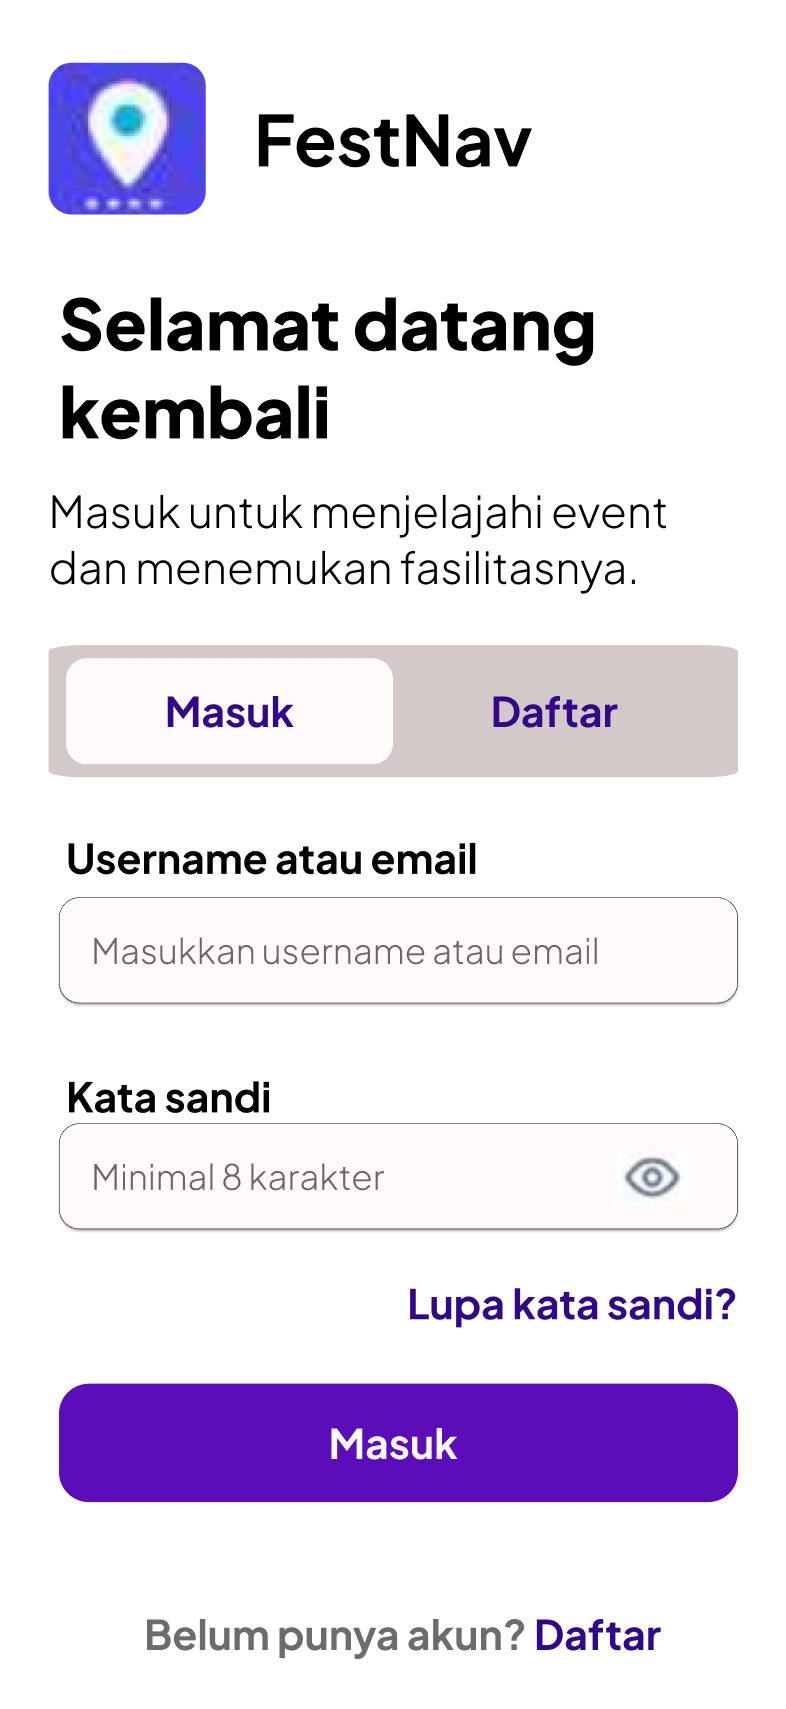 FestNav
Selamat datang
kembali
Masuk untuk menjelajahi event
dan menemukan fasilitasnya.
Masuk
Daftar
Username atau email
Masukkan username atau email
Kata sandi
Minimal 8 karakter
Lupa kata sandi?
Masuk
Belum punya akun? Daftar